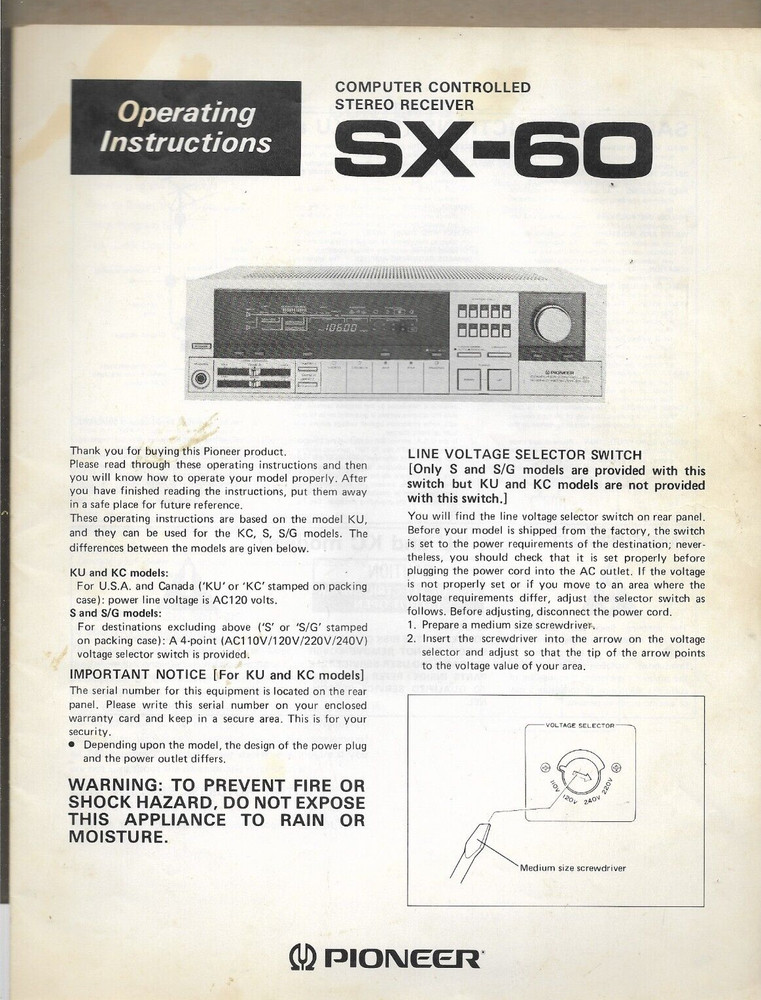 Operating
Instructions
COMPUTER CONTROLLED
STEREO RECEIVER
SX-60
106.00
PIONEER
Thank you for buying this Pioneer product.
Please read through these operating instructions and then
you will know how to operate your model properly. After
you have finished reading the instructions, put them away
in a safe place for future reference.
These operating instructions are based on the model KU,
and they can be used for the KC, S, S/G models. The
differences between the models are given below.
KU and KC models:
For U.S.A. and Canada ('KU' or 'KC' stamped on packing
case): power line voltage is AC120 volts.
S and S/G models:
For destinations excluding above ('S' or 'S/G' stamped
on packing case): A 4-point (AC110V/120V/220V/240V)
voltage selector switch is provided.
IMPORTANT NOTICE [For KU and KC models]
The serial number for this equipment is located on the rear
panel. Please write this serial number on your enclosed
warranty card and keep in a secure area. This is for your
security.
● Depending upon the model, the design of the power plug
and the power outlet differs.
WARNING: TO PREVENT FIRE OR
SHOCK HAZARD, DO NOT EXPOSE
THIS APPLIANCE TO RAIN OR
MOISTURE.
LINE VOLTAGE SELECTOR SWITCH
[Only S and S/G models are provided with this
switch but KU and KC models are not provided
with this switch.]
You will find the line voltage selector switch on rear panel.
Before your model is shipped from the factory, the switch
is set to the power requirements of the destination; never-
theless, you should check that it is set properly before
plugging the power cord into the AC outlet. If the voltage
is not properly set or if you move to an area where the
voltage requirements differ, adjust the selector switch as
follows. Before adjusting, disconnect the power cord.
1. Prepare a medium size screwdriver.
2. Insert the screwdriver into the arrow on the voltage
selector and adjust so that the tip of the arrow points
to the voltage value of your area.
VOLTAGE SELECTOR
110V 120V 240V 220V
Medium size screwdriver
PIONEER